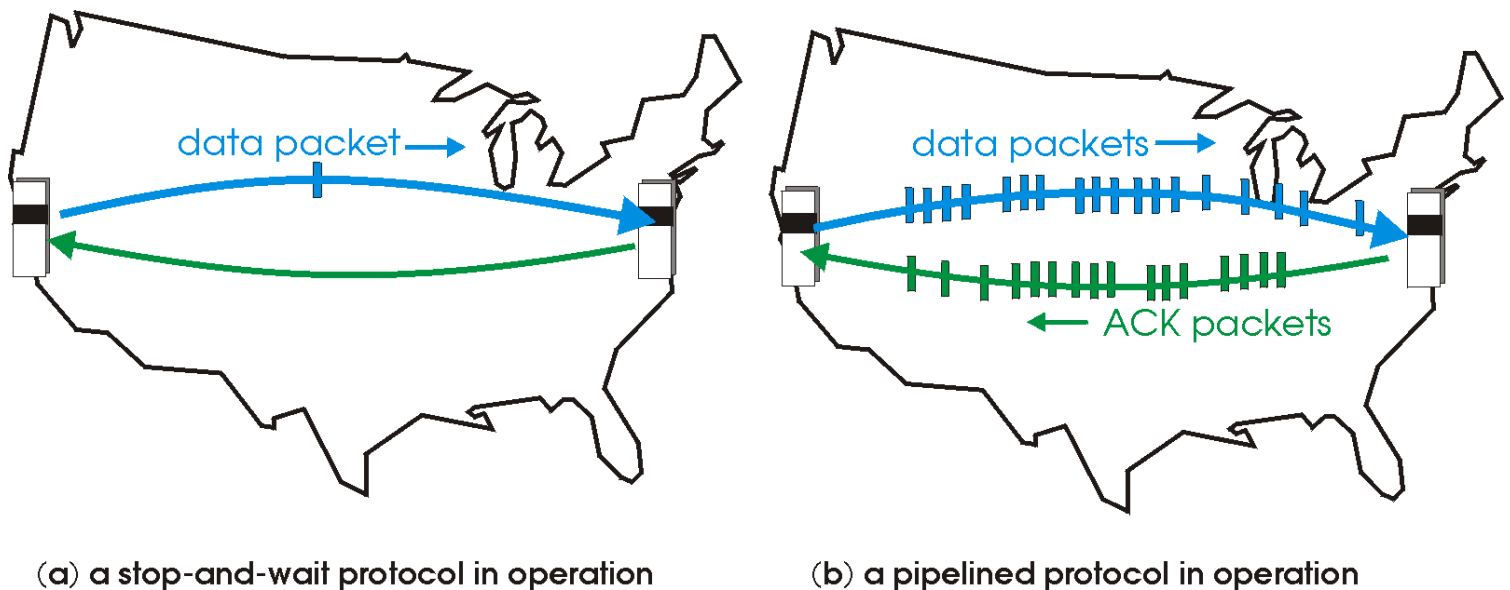 data packet
data packets
ACK packets
(a) a stop-and-wait protocol in operation
(b) a pipelined protocol in operation